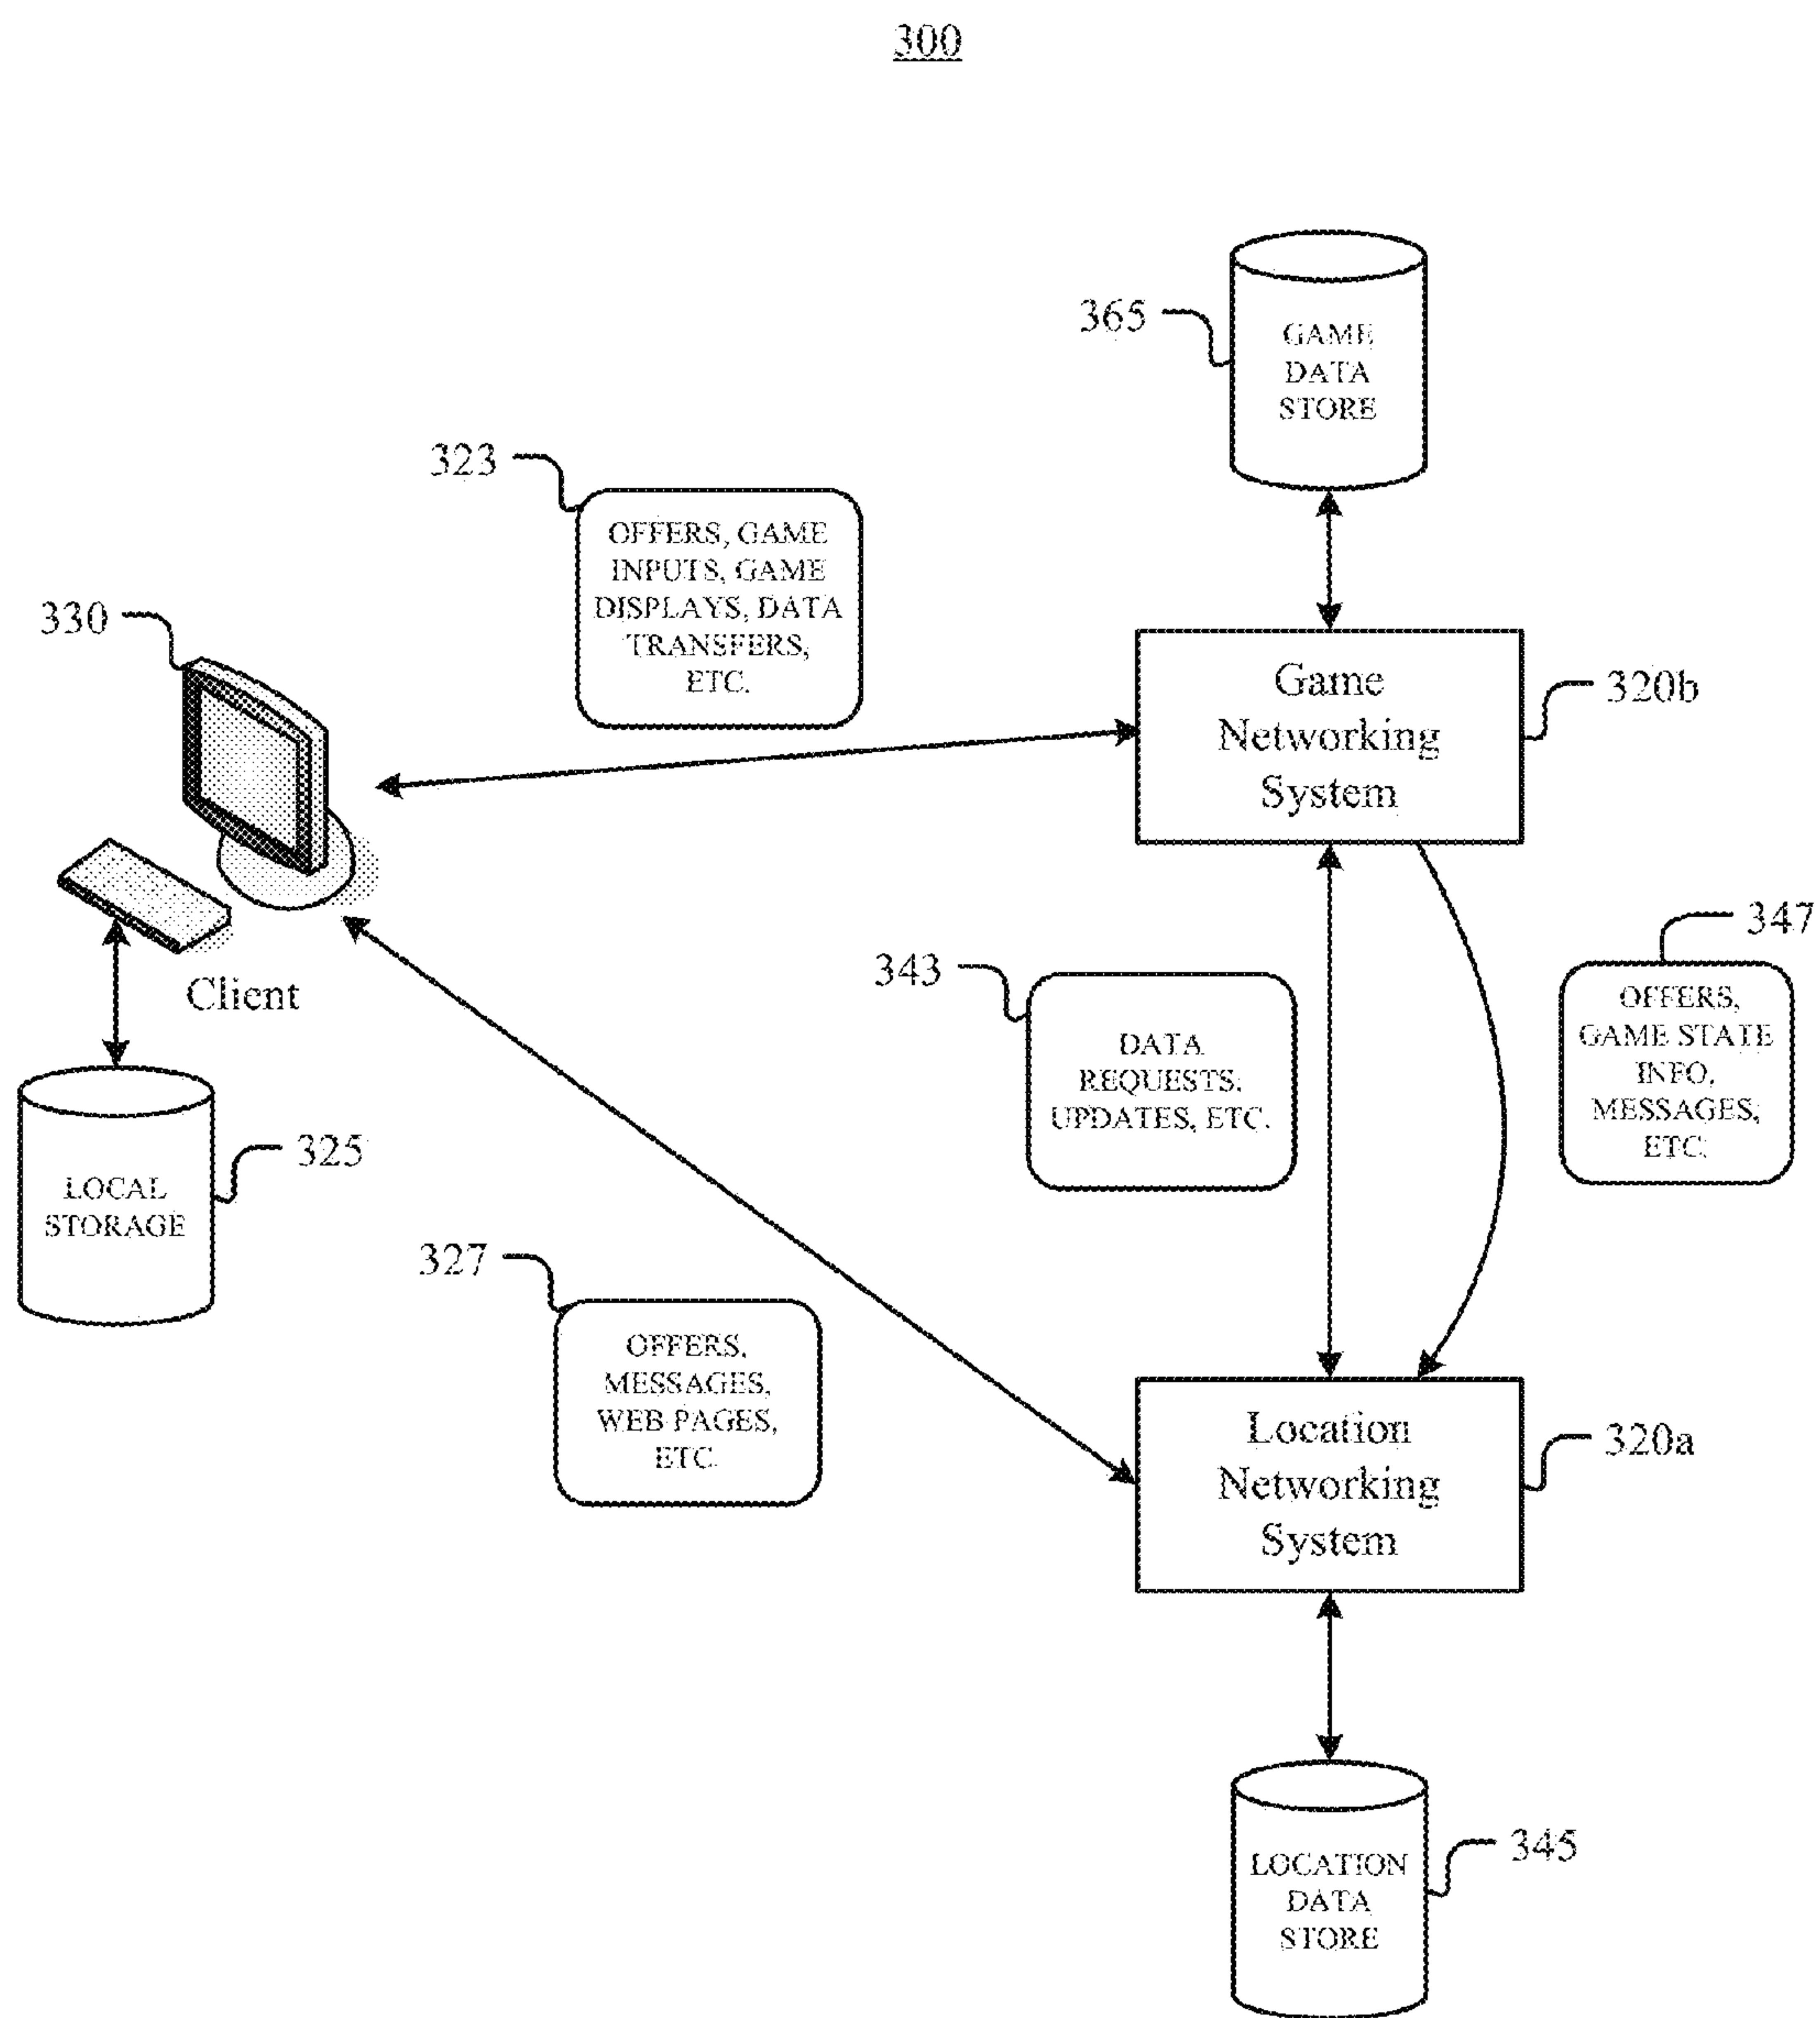 300
365
GAME
DATA
STORE
323
OFFERS, GAME
INPUTS, GAME
DISPLAYS, DATA
TRANSFERS,
ETC.
330
Game
Networking
System
320b
347
343
OFFERS,
GAME STATE
INFO,
MESSAGES,
ETC.
DATA
REQUESTS,
UPDATES, ETC.
Client
325
LOCAL
STORAGE
327
OFFERS,
MESSAGES,
WEB PAGES,
ETC.
Location
Networking
System
320a
345
LOCATION
DATA
STORE